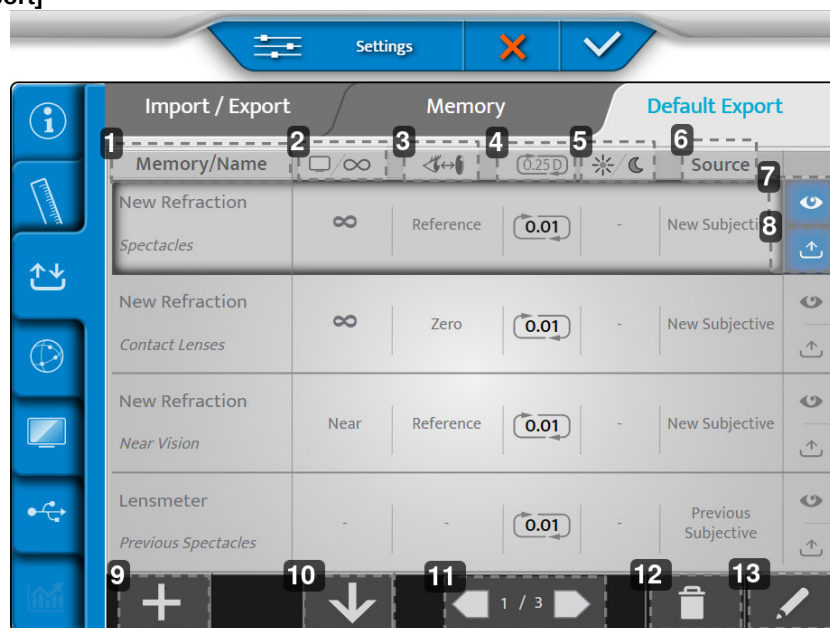 ort]
Settings
Import / Export Memory Default Export
1 2 3 4 5 6
Memory/Name 0.25 D Source
7
New Refraction
Reference 0.01 - New Subjecti 8
Spectacles
New Refraction
Zero 0.01 - New Subjective
Contact Lenses
New Refraction
Near Reference 0.01 - New Subjective
Near Vision
Lensmeter
- - 0.01 - Previous Subjective
Previous Spectacles
9 10 11 12 13
1 / 3